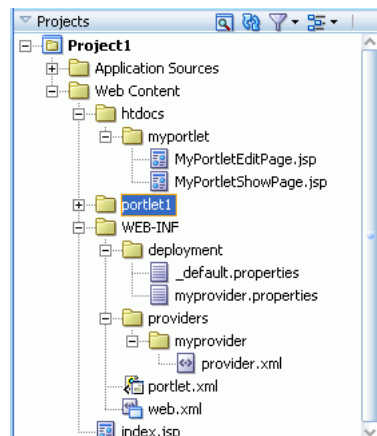 Projects
Project1
Application Sources
Web Content
htdocs
myportlet
MyPortletEditPage.jsp
MyPortletShowPage.jsp
portlet1
WEB-INF
deployment
_default.properties
myprovider.properties
providers
myprovider
provider.xml
portlet.xml
web.xml
index.jsp